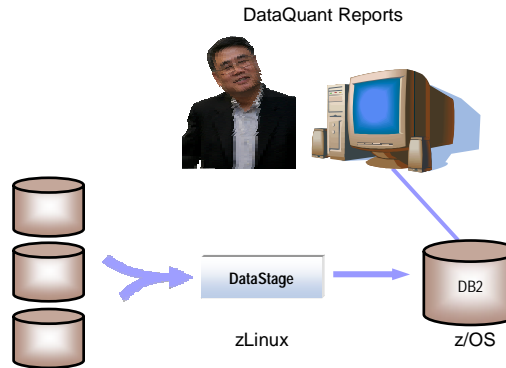 DataQuant Reports
DataStage
DB2
zLinux
z/OS